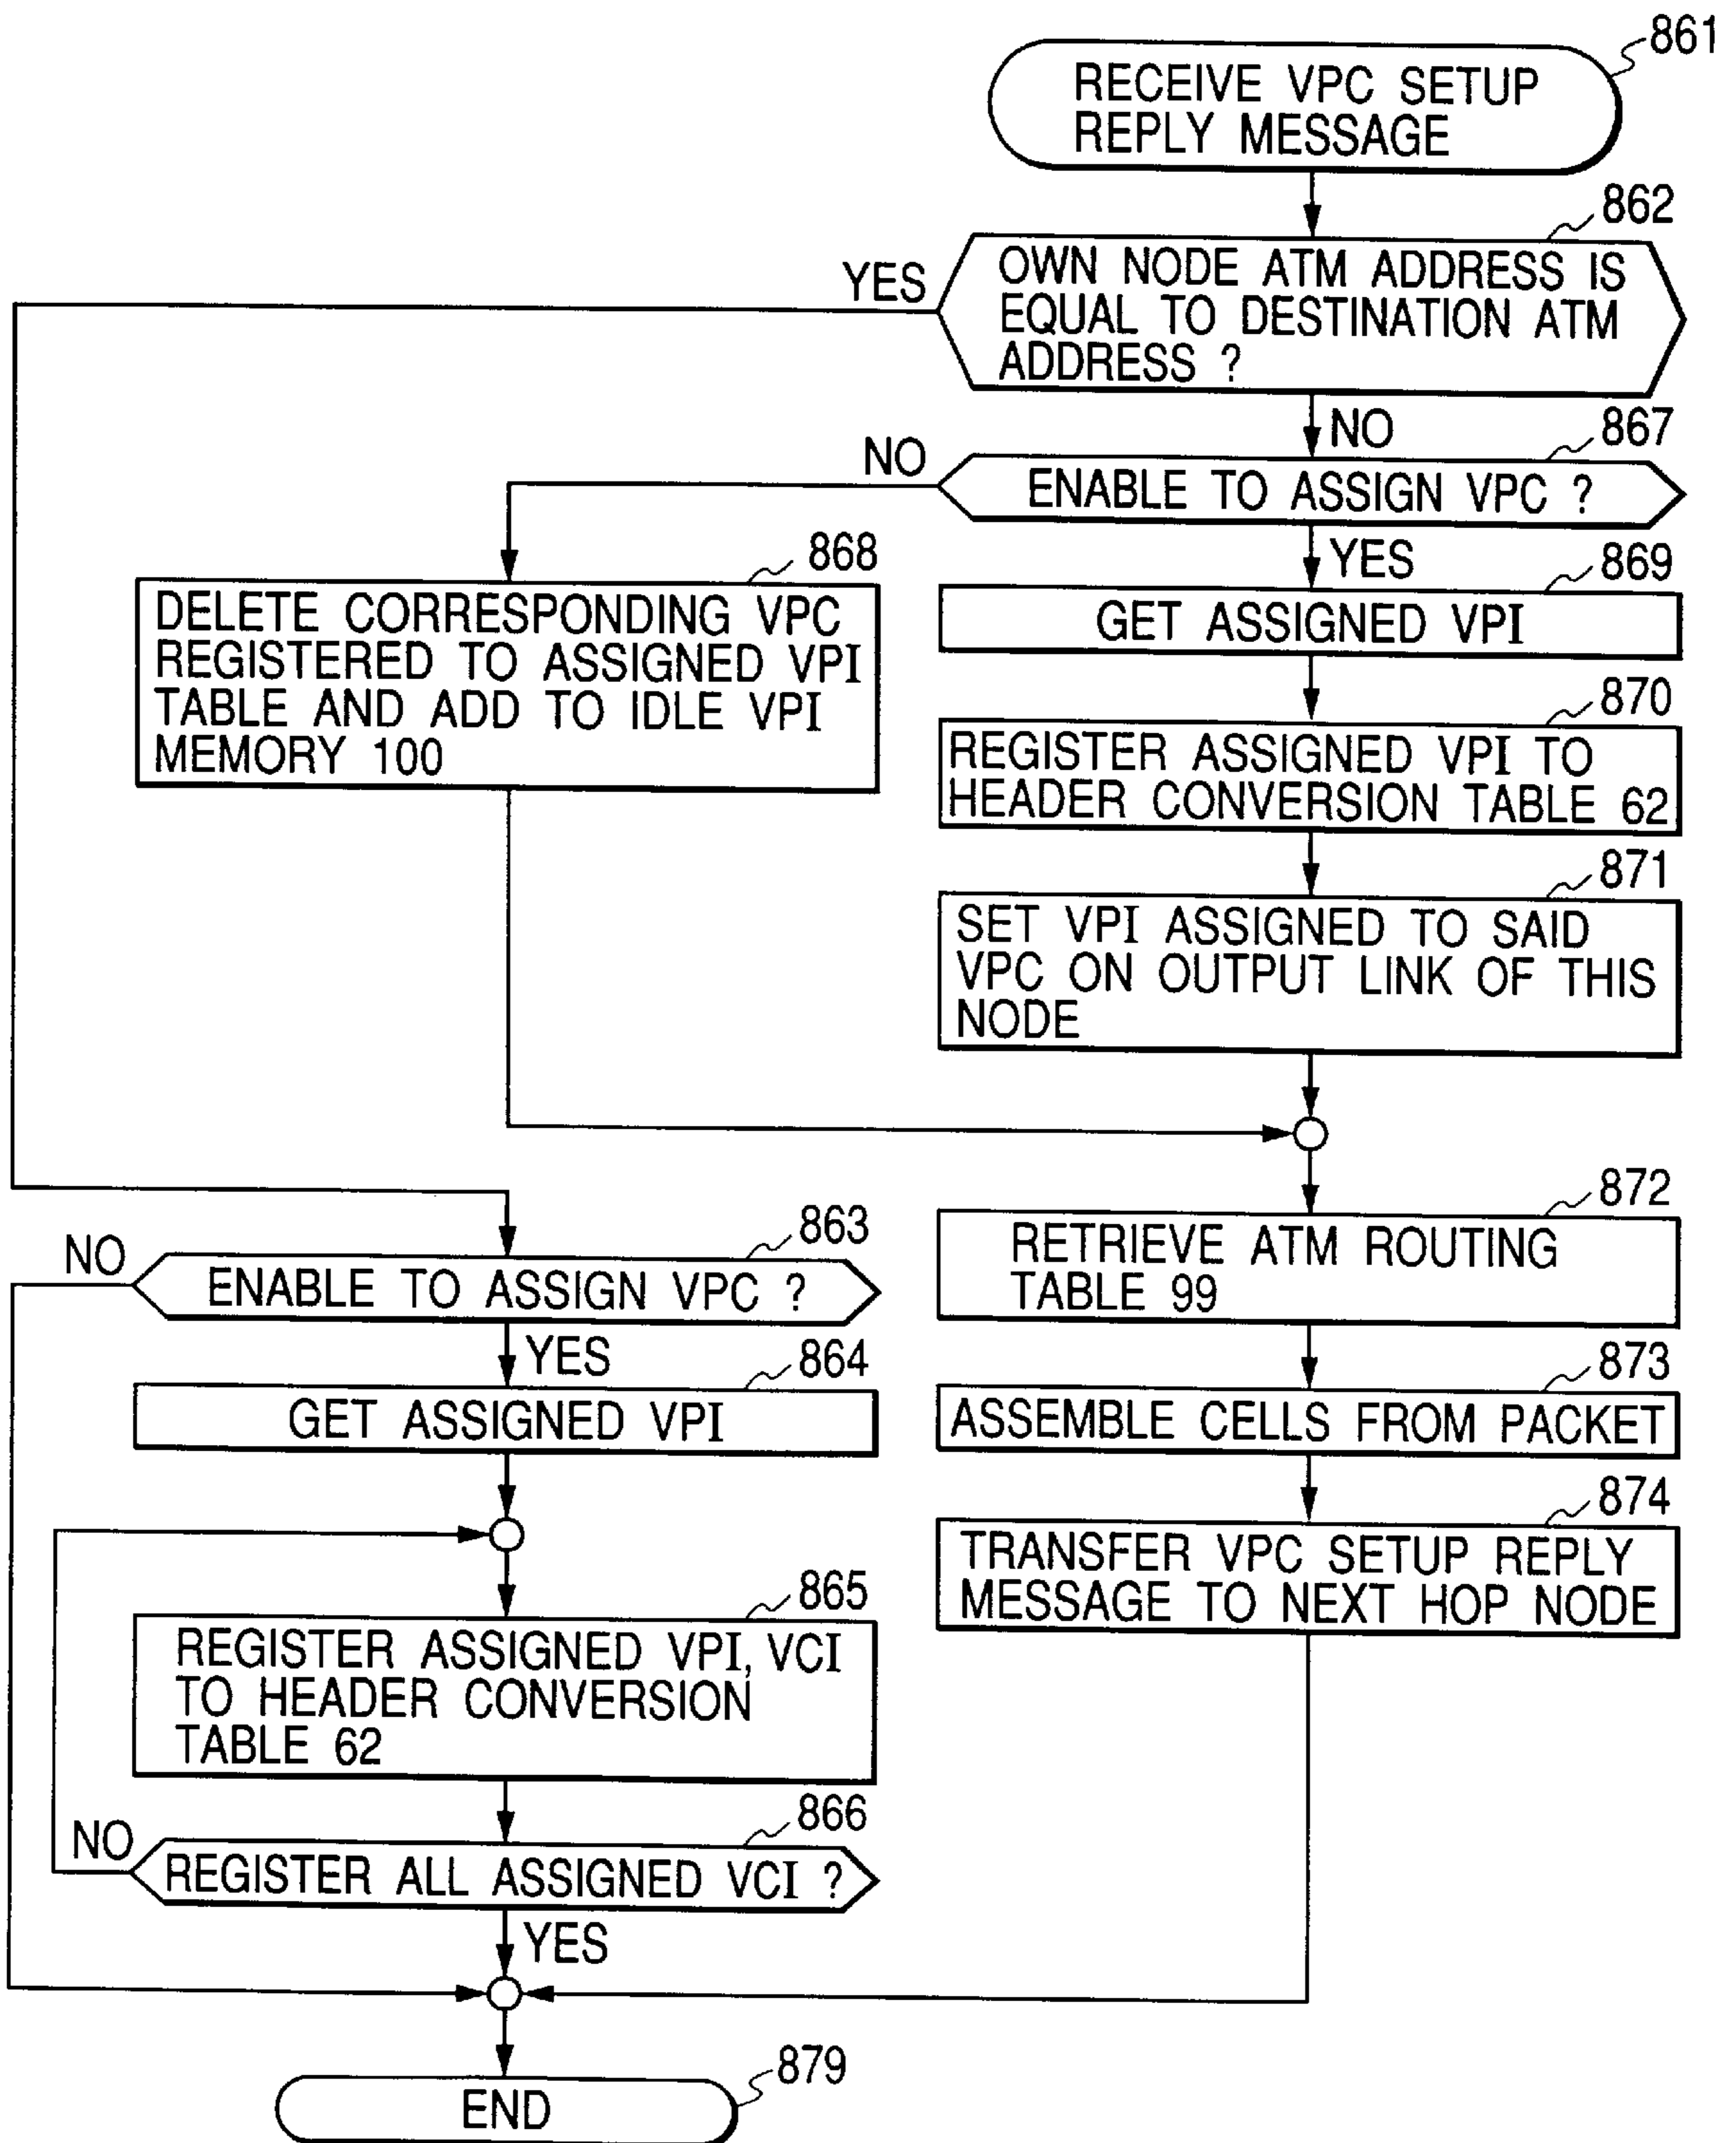 861
RECEIVE VPC SETUP
REPLY MESSAGE
862
YES
OWN NODE ATM ADDRESS IS
EQUAL TO DESTINATION ATM
ADDRESS ?
NO
867
NO
ENABLE TO ASSIGN VPC ?
YES
868
DELETE CORRESPONDING VPC
REGISTERED TO ASSIGNED VPI
TABLE AND ADD TO IDLE VPI
MEMORY 100
869
GET ASSIGNED VPI
870
REGISTER ASSIGNED VPI TO
HEADER CONVERSION TABLE 62
871
SET VPI ASSIGNED TO SAID
VPC ON OUTPUT LINK OF THIS
NODE
872
RETRIEVE ATM ROUTING
TABLE 99
873
ASSEMBLE CELLS FROM PACKET
874
TRANSFER VPC SETUP REPLY
MESSAGE TO NEXT HOP NODE
863
NO
ENABLE TO ASSIGN VPC ?
YES
864
GET ASSIGNED VPI
865
REGISTER ASSIGNED VPI, VCI
TO HEADER CONVERSION
TABLE 62
866
NO
REGISTER ALL ASSIGNED VCI ?
YES
879
END